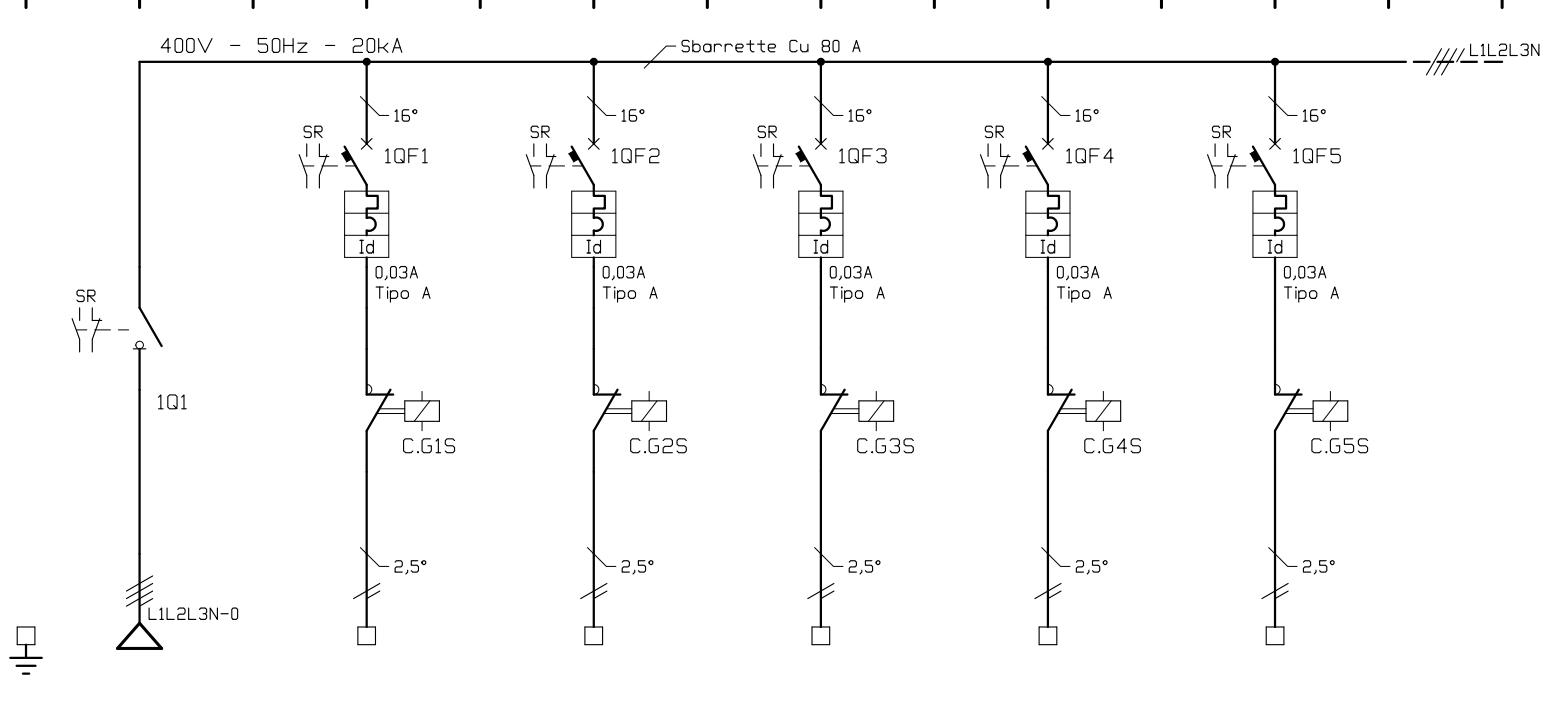 400V - 50Hz - 20kA
Sbarrette Cu 80 A
L1L2L3N
16°
16°
16°
16°
16°
SR
SR
SR
SR
SR
1QF1
1QF2
1QF3
1QF4
1QF5
Id
Id
Id
Id
Id
0,03A
Tipo A
0,03A
Tipo A
0,03A
Tipo A
0,03A
Tipo A
0,03A
Tipo A
SR
1Q1
C.G1S
C.G2S
C.G3S
C.G4S
C.G5S
2,5°
2,5°
2,5°
2,5°
2,5°
L1L2L3N-0